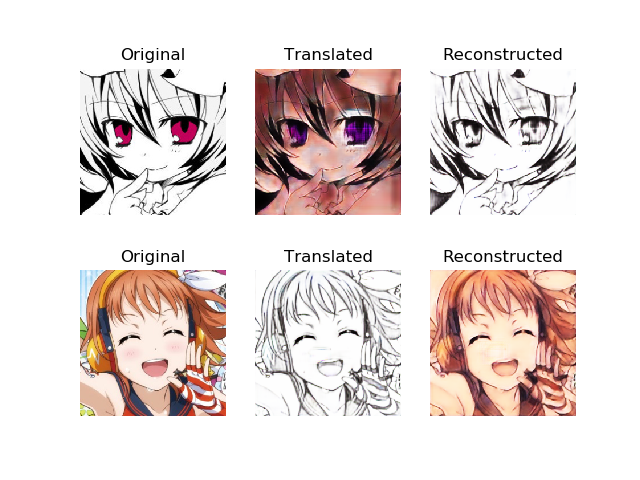 Original
Translated
Reconstructed
Original
Translated
Reconstructed